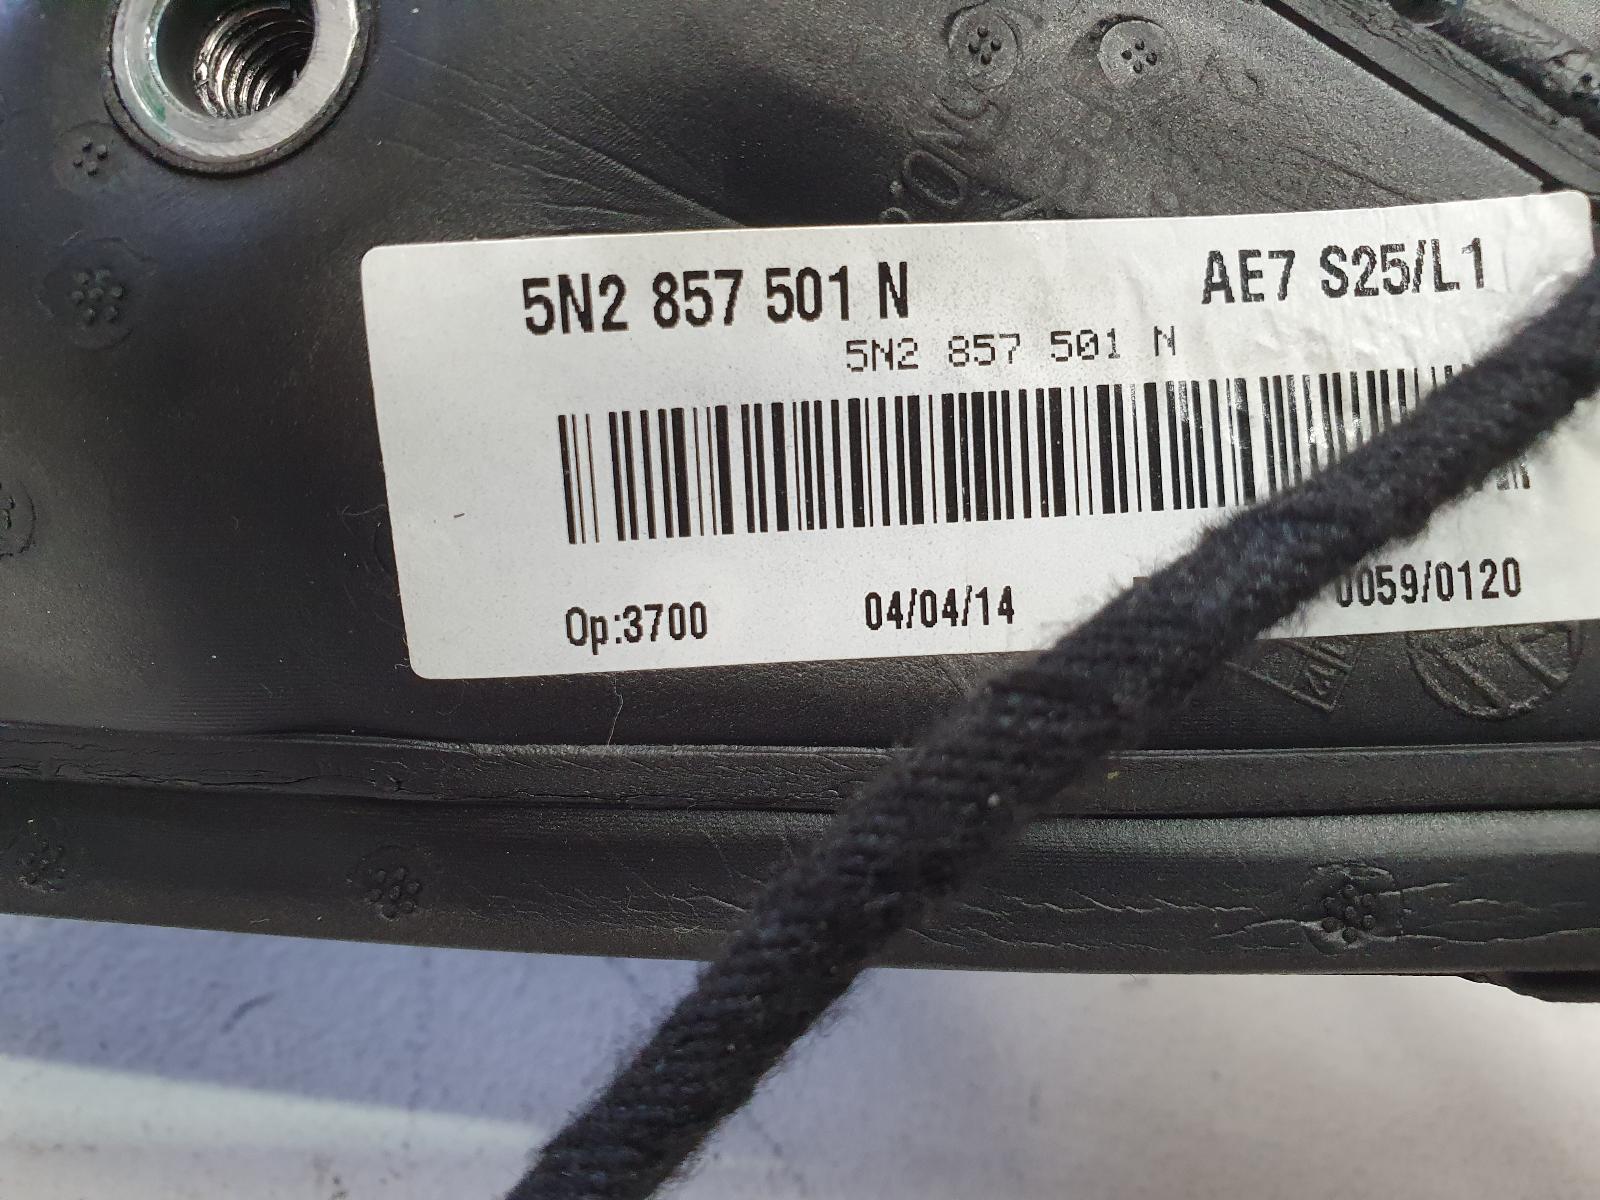 5N2 857 501 N AE7 S25/L1
5N2 857 501 N
Op:3700 04/04/14 0059/0120